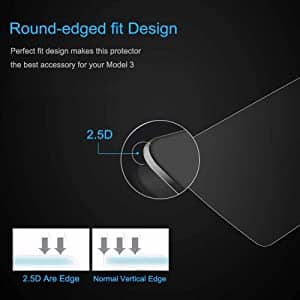 Round-edged fit Design
Perfect fit design makes this protector
the best accessory for your Model 3
2.5D
2.5D Are Edge
Normal Vertical Edge